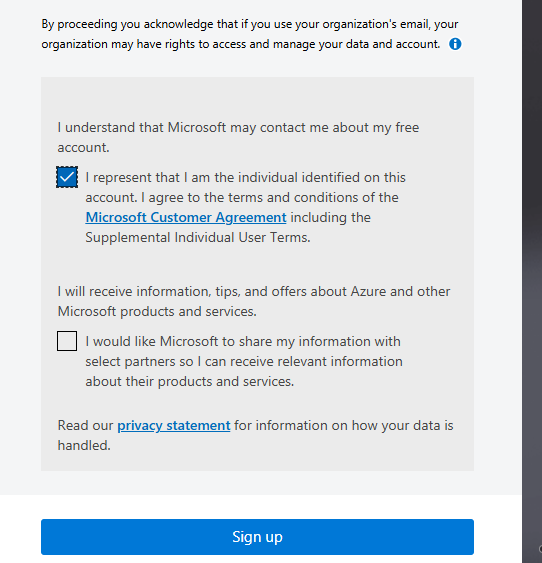 By proceeding you acknowledge that if you use your organization's email, your
organization may have rights to access and manage your data and account.
I understand that Microsoft may contact me about my free
account.
I represent that I am the individual identified on this
account. I agree to the terms and conditions of the
Microsoft Customer Agreement including the
Supplemental Individual User Terms.
I will receive information, tips, and offers about Azure and other
Microsoft products and services.
I would like Microsoft to share my information with
select partners so I can receive relevant information
about their products and services.
Read our privacy statement for information on how your data is
handled.
Sign up